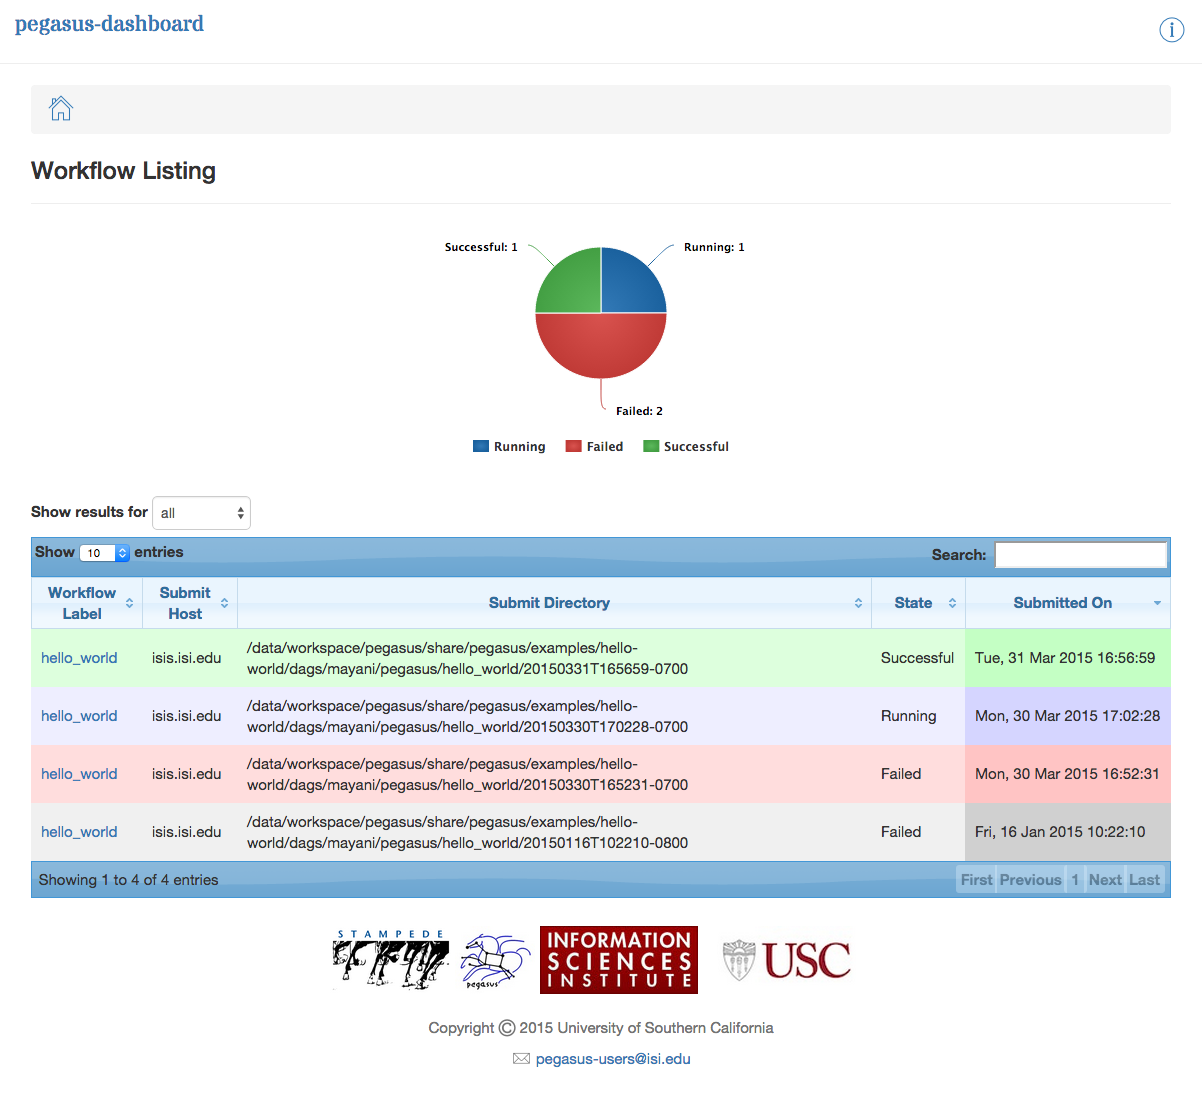 pegasus-dashboard
i
Workflow Listing
Successful: 1
Running: 1
Failed: 2
Running Failed Successful
Show results for all
Show 10 entries Search:
Workflow Label Submit Host Submit Directory State Submitted On
hello_world isis.isi.edu /data/workspace/pegasus/share/pegasus/examples/hello-
world/dags/mayani/pegasus/hello_world/20150331T165659-0700 Successful Tue, 31 Mar 2015 16:56:59
hello_world isis.isi.edu /data/workspace/pegasus/share/pegasus/examples/hello-
world/dags/mayani/pegasus/hello_world/20150330T170228-0700 Running Mon, 30 Mar 2015 17:02:28
hello_world isis.isi.edu /data/workspace/pegasus/share/pegasus/examples/hello-
world/dags/mayani/pegasus/hello_world/20150330T165231-0700 Failed Mon, 30 Mar 2015 16:52:31
hello_world isis.isi.edu /data/workspace/pegasus/share/pegasus/examples/hello-
world/dags/mayani/pegasus/hello_world/20150116T102210-0800 Failed Fri, 16 Jan 2015 10:22:10
Showing 1 to 4 of 4 entries First Previous 1 Next Last
STAMPEDE
pegasus
INFORMATION
SCIENCES
INSTITUTE
USC
Copyright © 2015 University of Southern California
pegasus-users@isi.edu